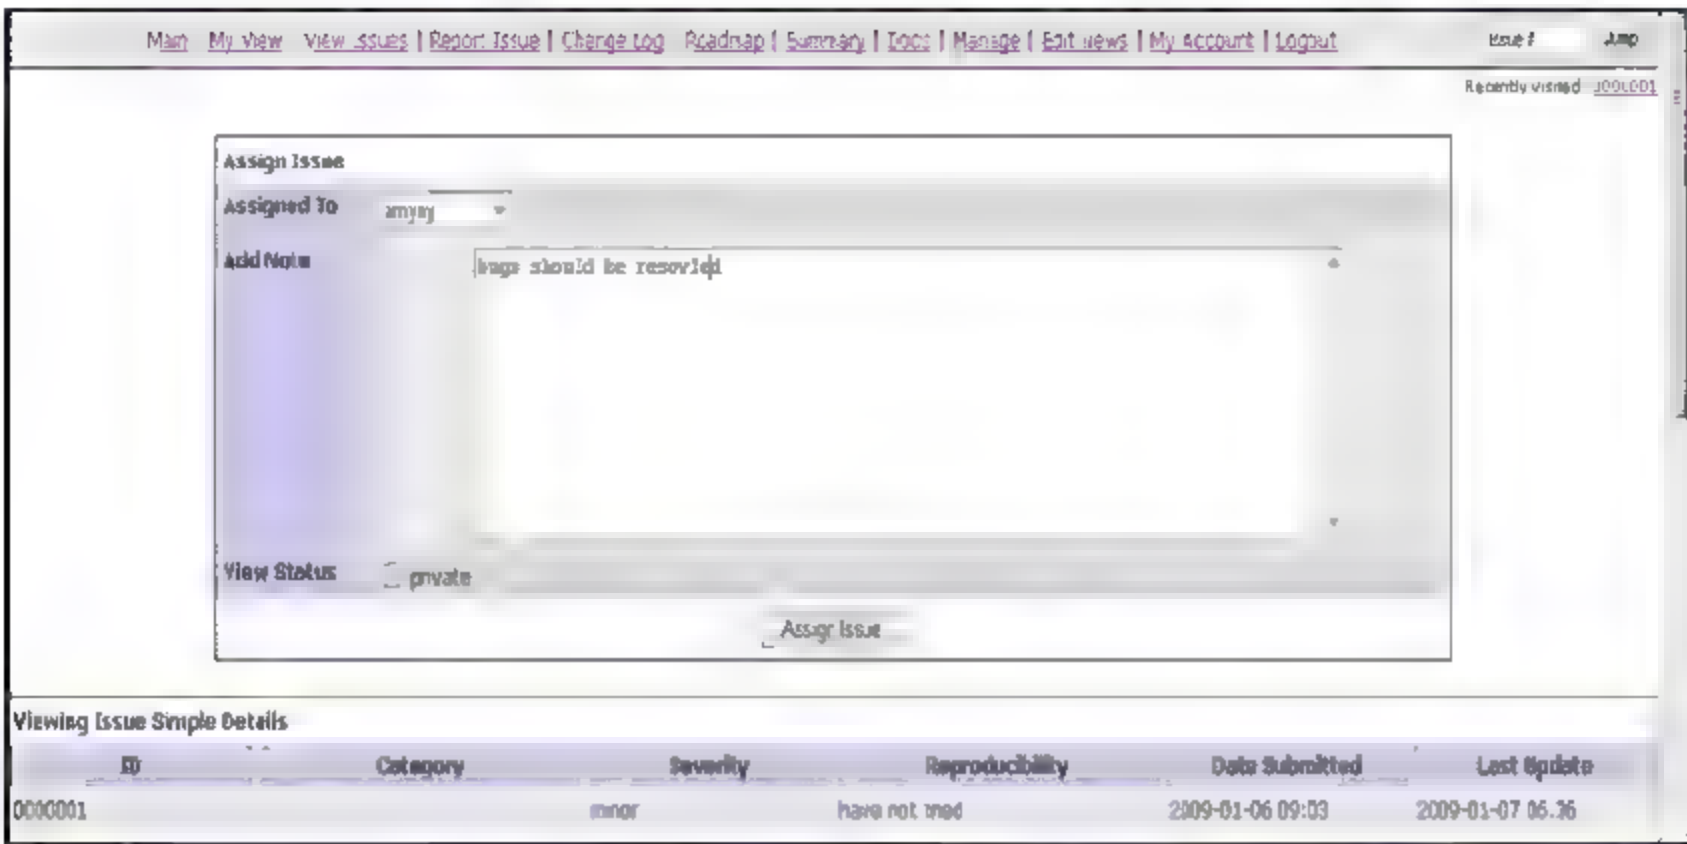 Main My View View Issues | Report Issue | Change Log Roadmap | Summary | Docs | Manage | Edit News | My Account | Logout Issue # Jump
Recently Visited 0000001
Assign Issue
Assigned To
Add Note bugs should be resovled
View Status private
Assign Issue
Viewing Issue Simple Details
ID Category Severity Reproducibility Date Submitted Last Update
0000001 minor have not tried 2009-01-06 09:03 2009-01-07